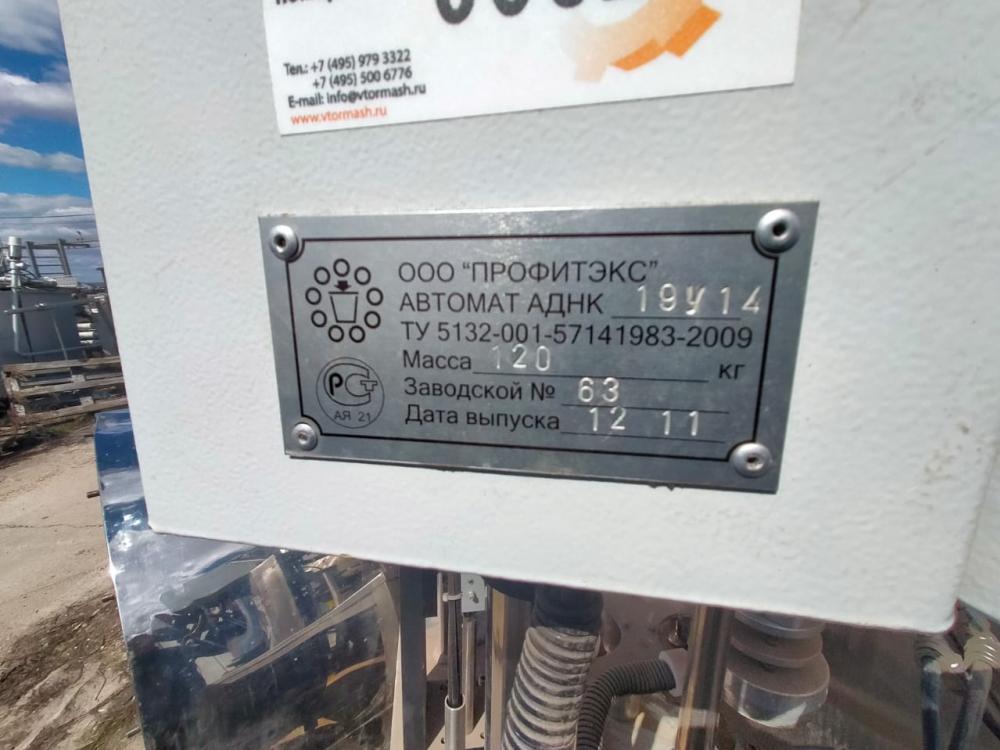 Тел.: +7 (495) 979 3322
+7 (495) 500 6776
E-mail: info@vtormash.ru
www.vtormash.ru
ООО "ПРОФИТЭКС"
АВТОМАТ АДНК 19У14
ТУ 5132-001-57141983-2009
Масса 120 кг
Заводской № 63
Дата выпуска 12 11
РСТ
АЯ 21